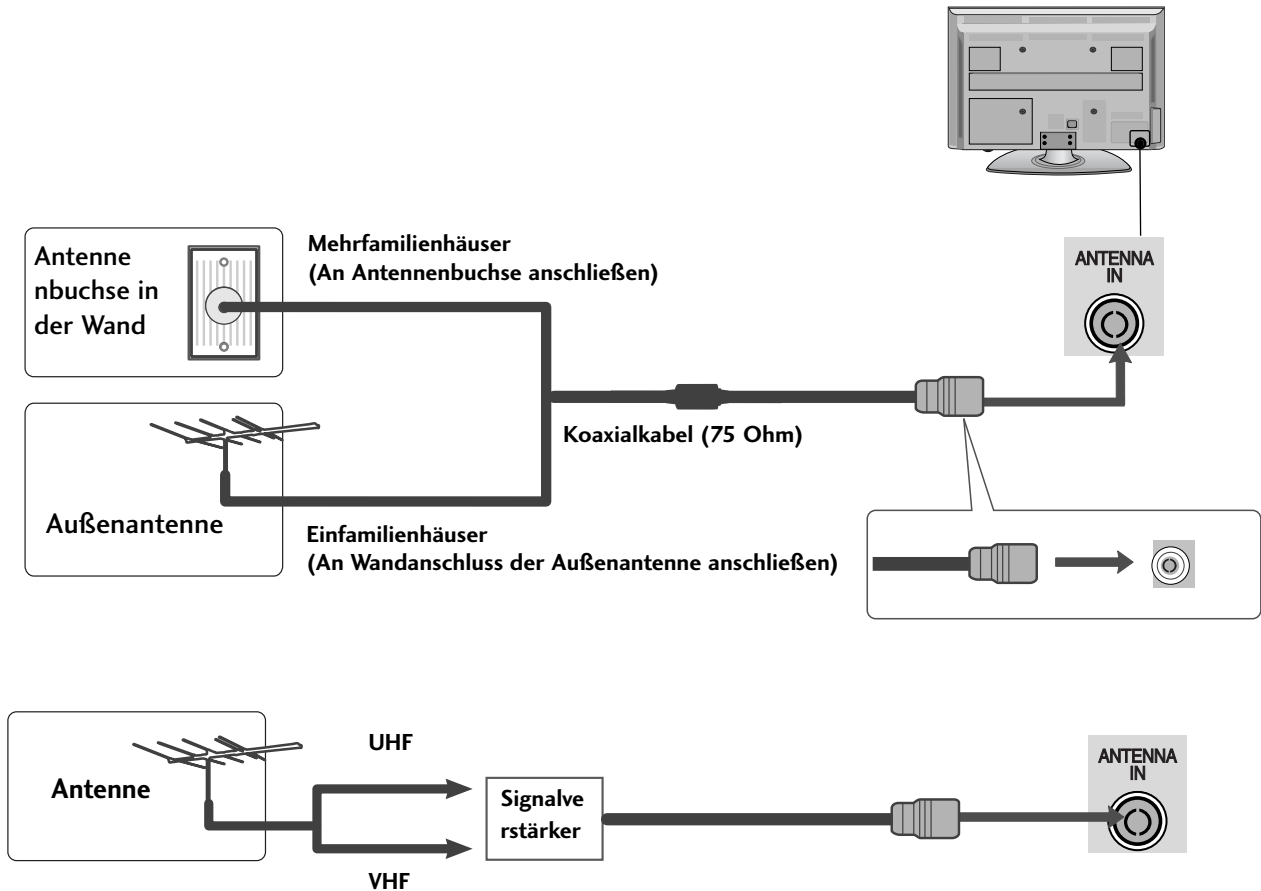 ANTENNA
IN
Antenne
nbuchse in
der Wand
Mehrfamilienhäuser
(An Antennenbuchse anschließen)
Koaxialkabel (75 Ohm)
Außenantenne
Einfamilienhäuser
(An Wandanschluss der Außenantenne anschließen)
Antenne
UHF
VHF
Signalve
rstärker
ANTENNA
IN